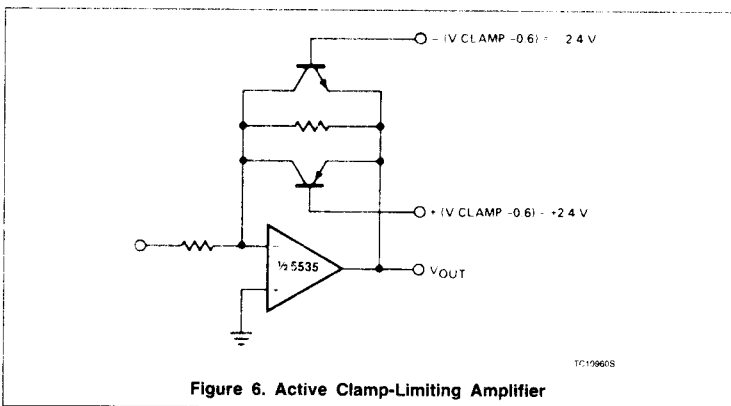 − (V CLAMP −0.6) = 2.4 V
+ (V CLAMP −0.6) - +2.4 V
−
½ 5535
+
VOUT
TC10960S
Figure 6. Active Clamp-Limiting Amplifier